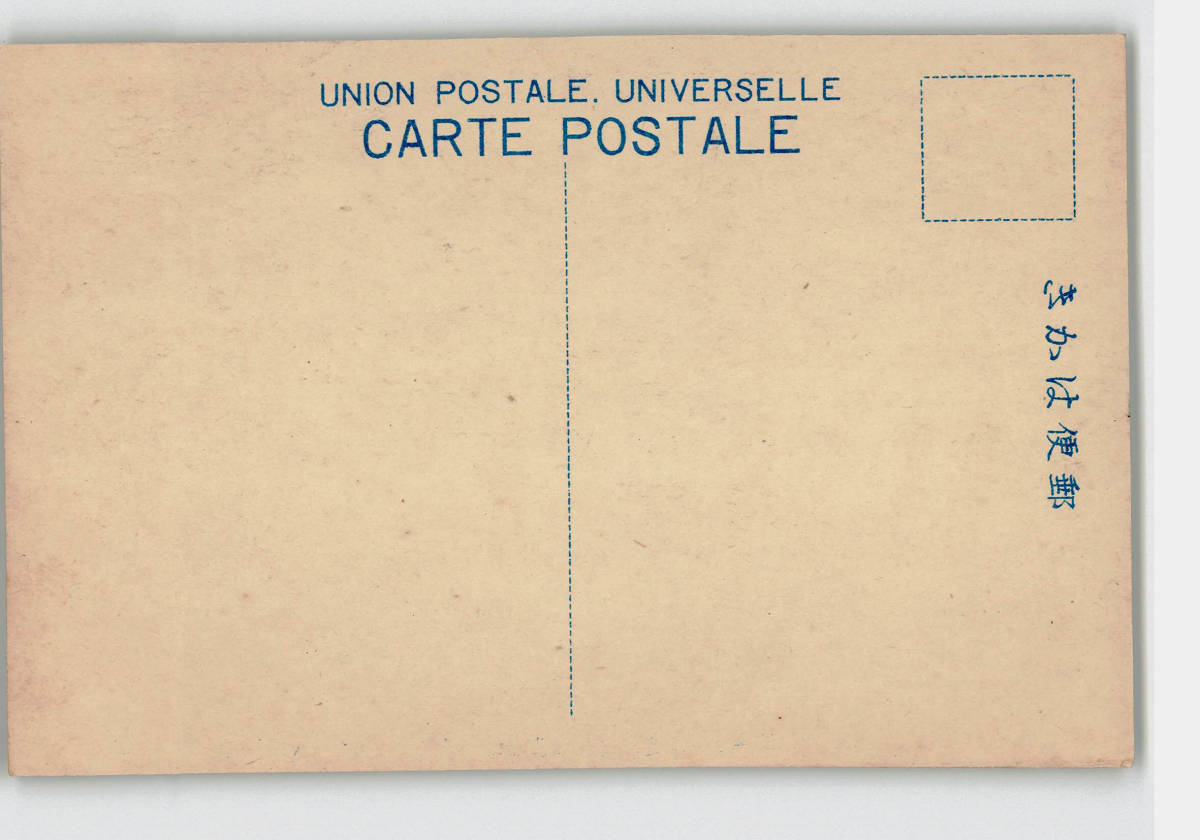 UNION POSTALE. UNIVERSELLE
CARTE POSTALE
きかは便郵